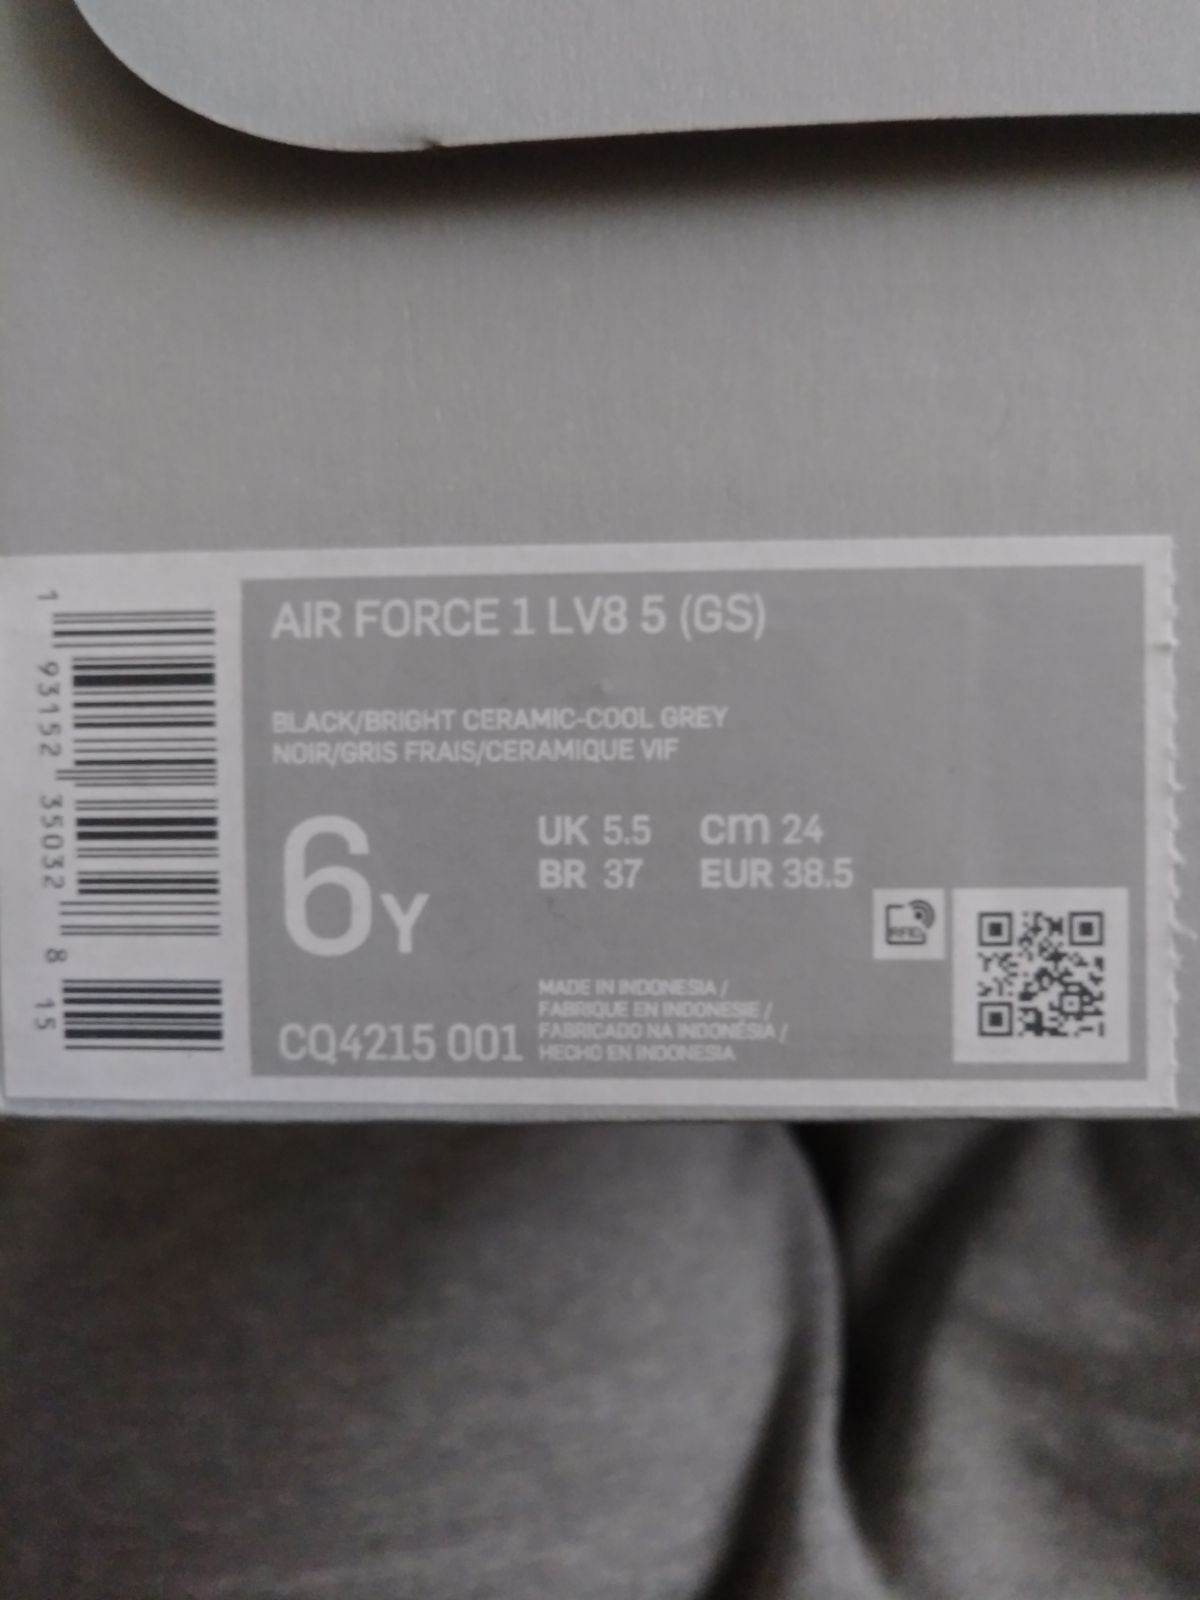 AIR FORCE 1 LV8 5 (GS)
BLACK/BRIGHT CERAMIC-COOL GREY
NOIR/GRIS FRAIS/CERAMIQUE VIF
6Y
UK 5.5 cm 24
BR 37 EUR 38.5
RFID
MADE IN INDONESIA /
FABRIQUE EN INDONESIE /
FABRICADO NA INDONÉSIA /
HECHO EN INDONESIA
CQ4215 001
1 93152 35032 8 15